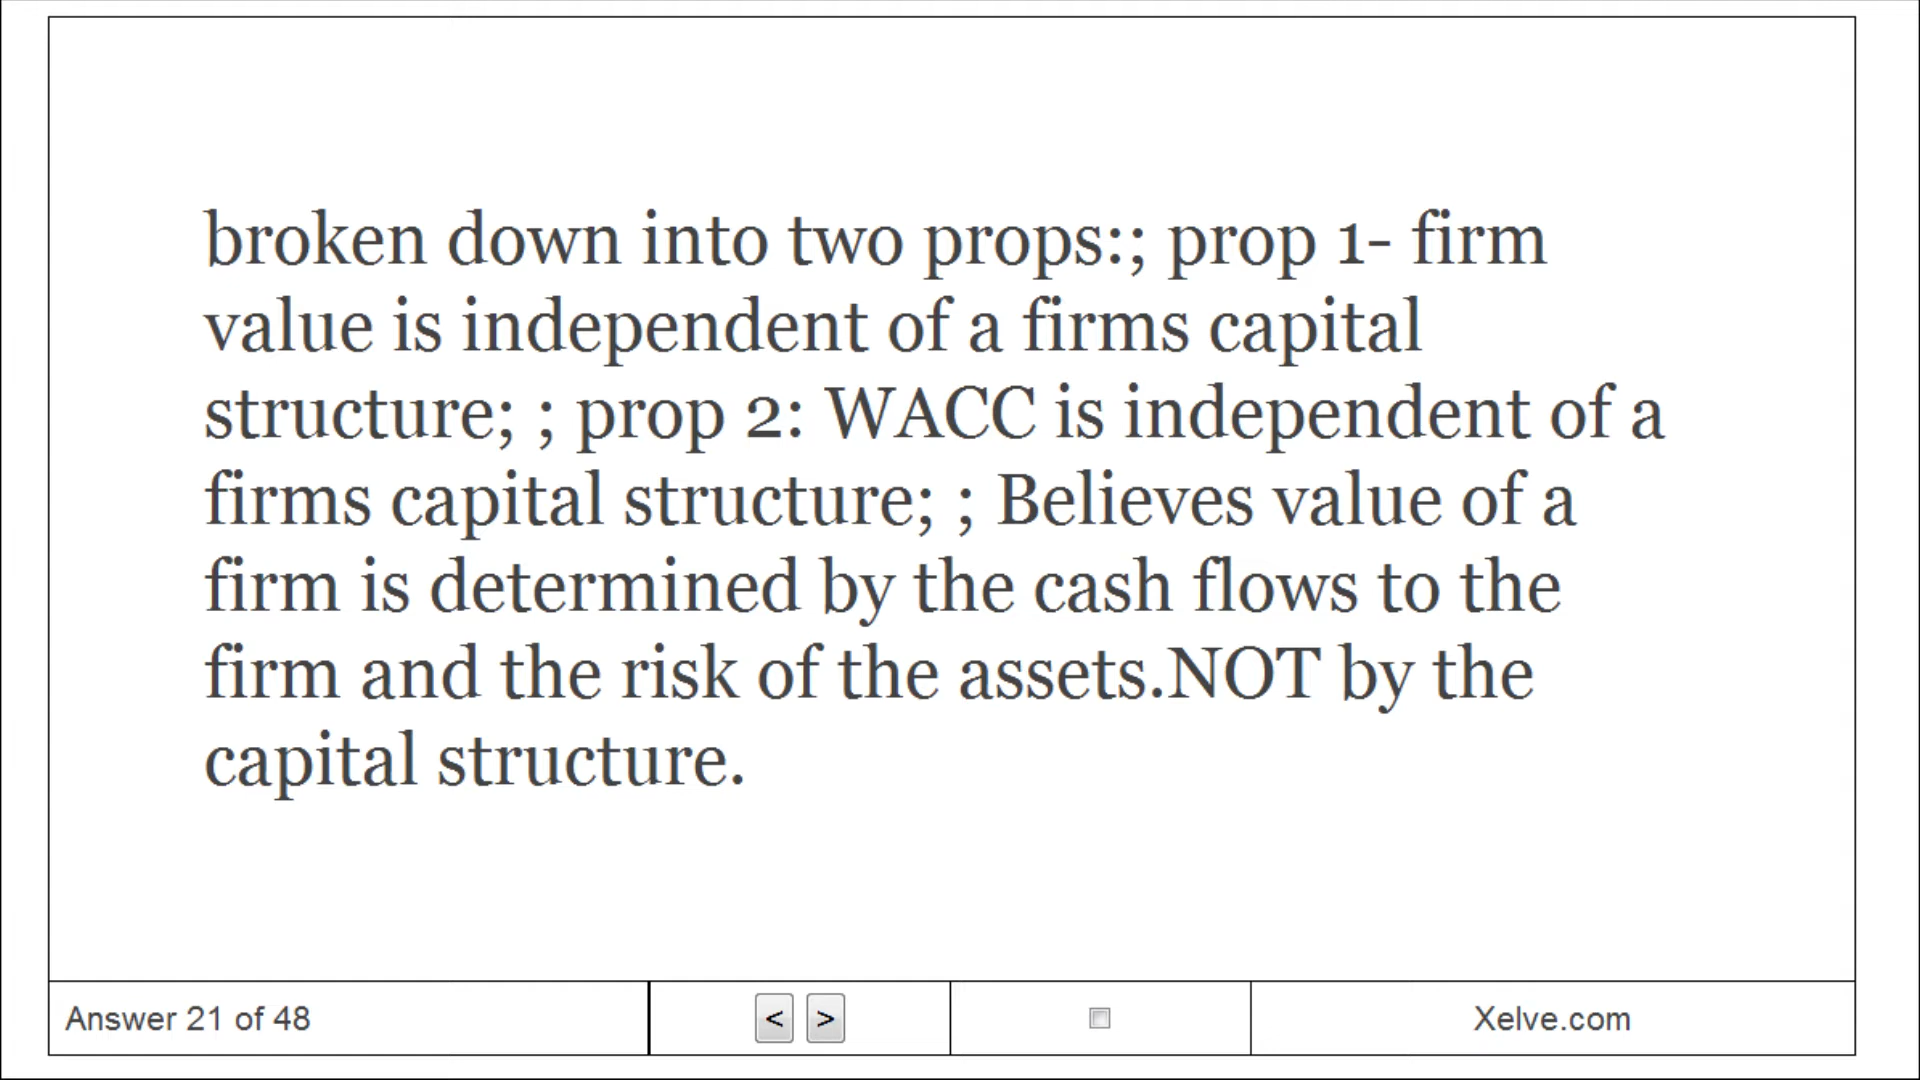 broken down into two props:; prop 1- firm
value is independent of a firms capital
structure; ; prop 2: WACC is independent of a
firms capital structure; ; Believes value of a
firm is determined by the cash flows to the
firm and the risk of the assets.NOT by the
capital structure.
Answer 21 of 48
< >
Xelve.com